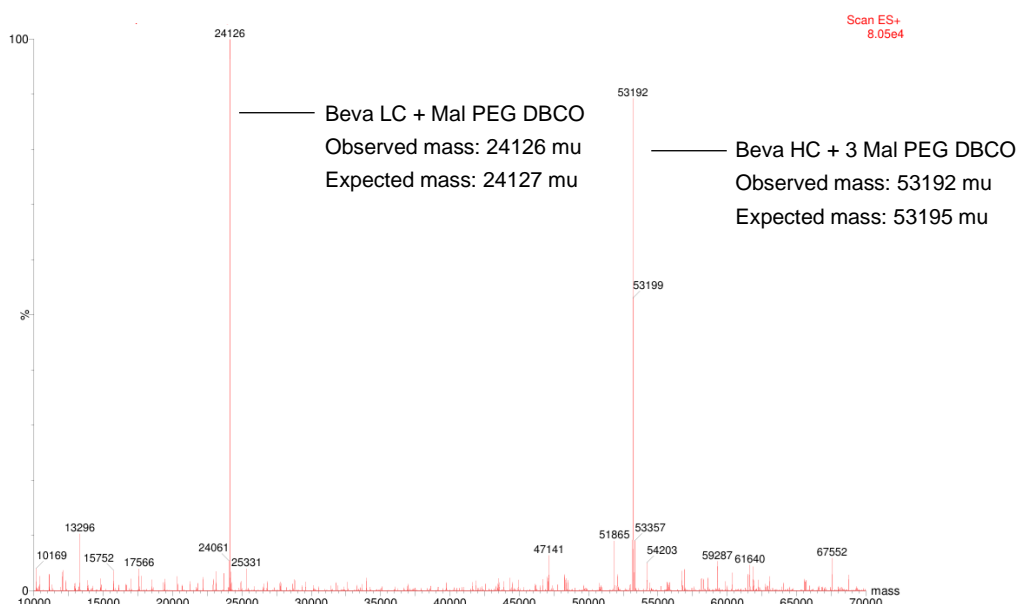 Scan ES+
8.05e4
100
24126
53192
Beva LC + Mal PEG DBCO
Observed mass: 24126 mu
Expected mass: 24127 mu
Beva HC + 3 Mal PEG DBCO
Observed mass: 53192 mu
Expected mass: 53195 mu
53199
%
13296
10169
15752
17566
24061
25331
47141
51865
53357
54203
59287
61640
67552
0
10000 15000 20000 25000 30000 35000 40000 45000 50000 55000 60000 65000 70000 mass